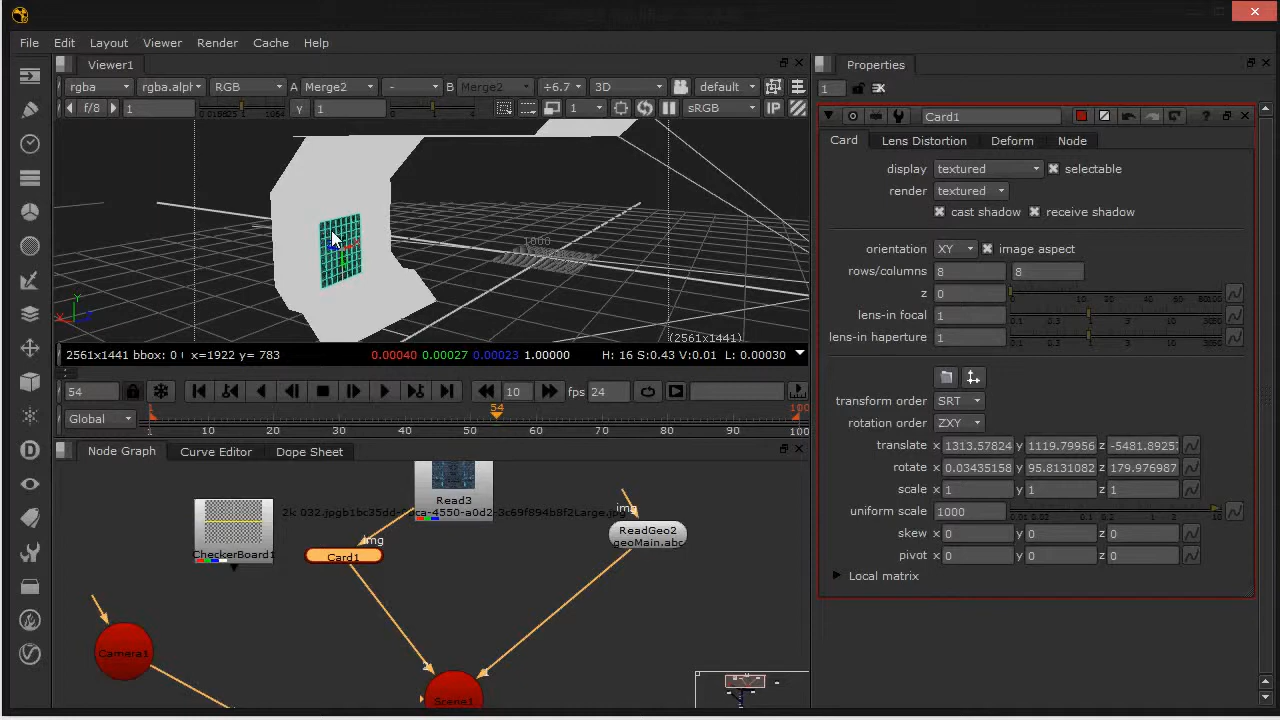 File Edit Layout Viewer Render Cache Help
Viewer1
Properties
rgba rgba.alph RGB A Merge2 - B Merge2 ÷6.7 3D default
1
f/8 1 γ 1 1 sRGB IP
Card1
Card Lens Distortion Deform Node
display textured selectable
render textured
cast shadow receive shadow
orientation XY image aspect
rows/columns 8 8
z 0
lens-in focal 1
lens-in haperture 1
1000
(2561x1441)
2561x1441 bbox: 0 x=1922 y= 783 0.00040 0.00027 0.00023 1.00000 H: 16 S:0.43 V:0.01 L: 0.00030
54 10 fps 24
Global 1 10 20 30 40 50 54 60 70 80 90 100
transform order SRT
rotation order ZXY
translate x 1313.57824 y 1119.79956 z -5481.89257
rotate x 0.03435158 y 95.8131082 z 179.976987
scale x 1 y 1 z 1
uniform scale 1000
skew x 0 y 0 z 0
pivot x 0 y 0 z 0
Local matrix
Node Graph Curve Editor Dope Sheet
Read3
CheckerBoard1
img
Card1
img
ReadGeo2
geoMain.abc
Camera1
Scene1